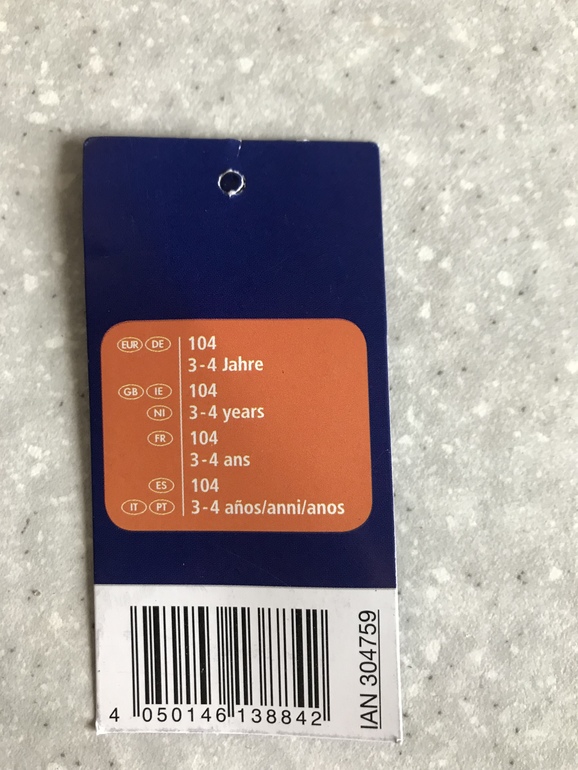 EUR DE 104
3-4 Jahre
GB IE 104
NI 3-4 years
FR 104
3-4 ans
ES 104
IT PT 3-4 años/anni/anos
4 050146 138842
IAN 304759